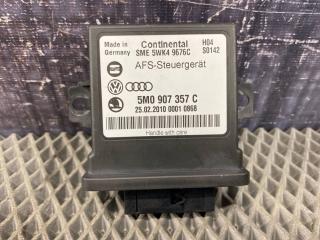 Made in Continental H04
Germany SME 5WK4 9676C S0142
AFS-Steuergerät
5M0 907 357 C
25.02.2010 0001 0868
Handle with care